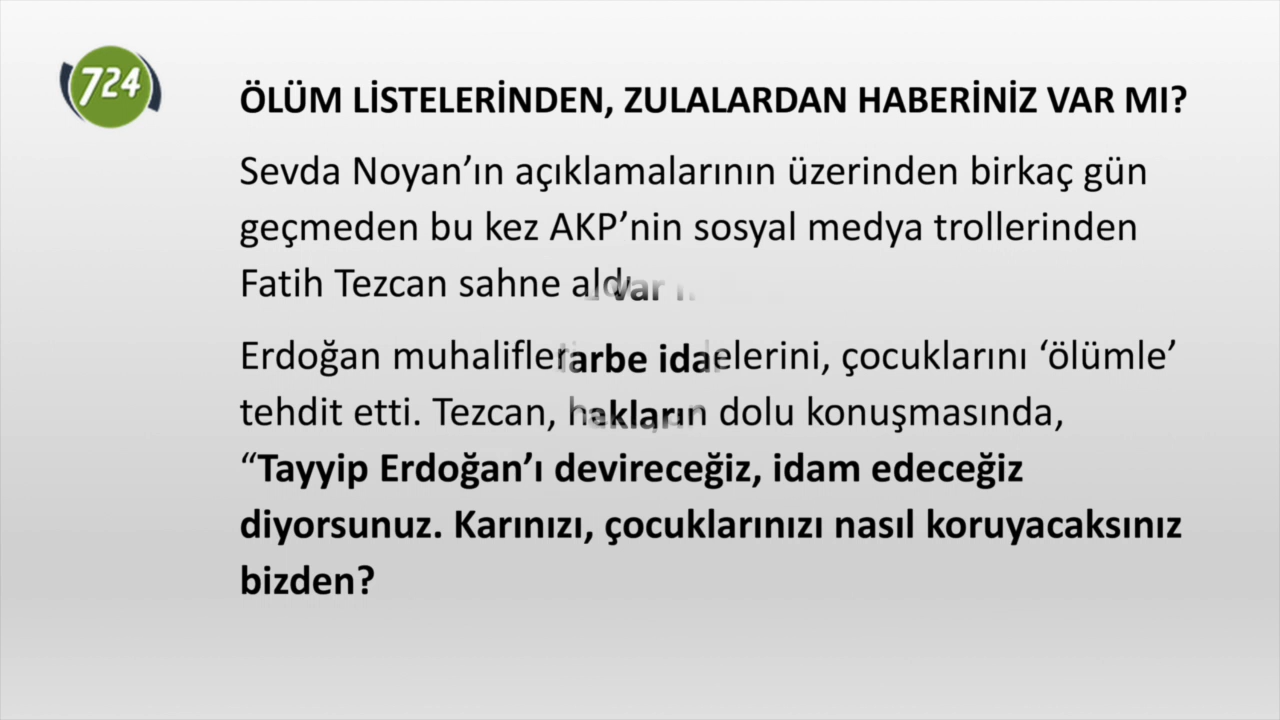 724
ÖLÜM LİSTELERİNDEN, ZULALARDAN HABERİNİZ VAR MI?
Sevda Noyan’ın açıklamalarının üzerinden birkaç gün
geçmeden bu kez AKP’nin sosyal medya trollerinden
Fatih Tezcan sahne var
Erdoğan arbe çocuklarını ‘ölümle’
tehdit etti. Tezcan, dolu konuşmasında,
“Tayyip Erdoğan’ı devireceğiz, idam edeceğiz
diyorsunuz. Karınızı, çocuklarınızı nasıl koruyacaksınız
bizden?